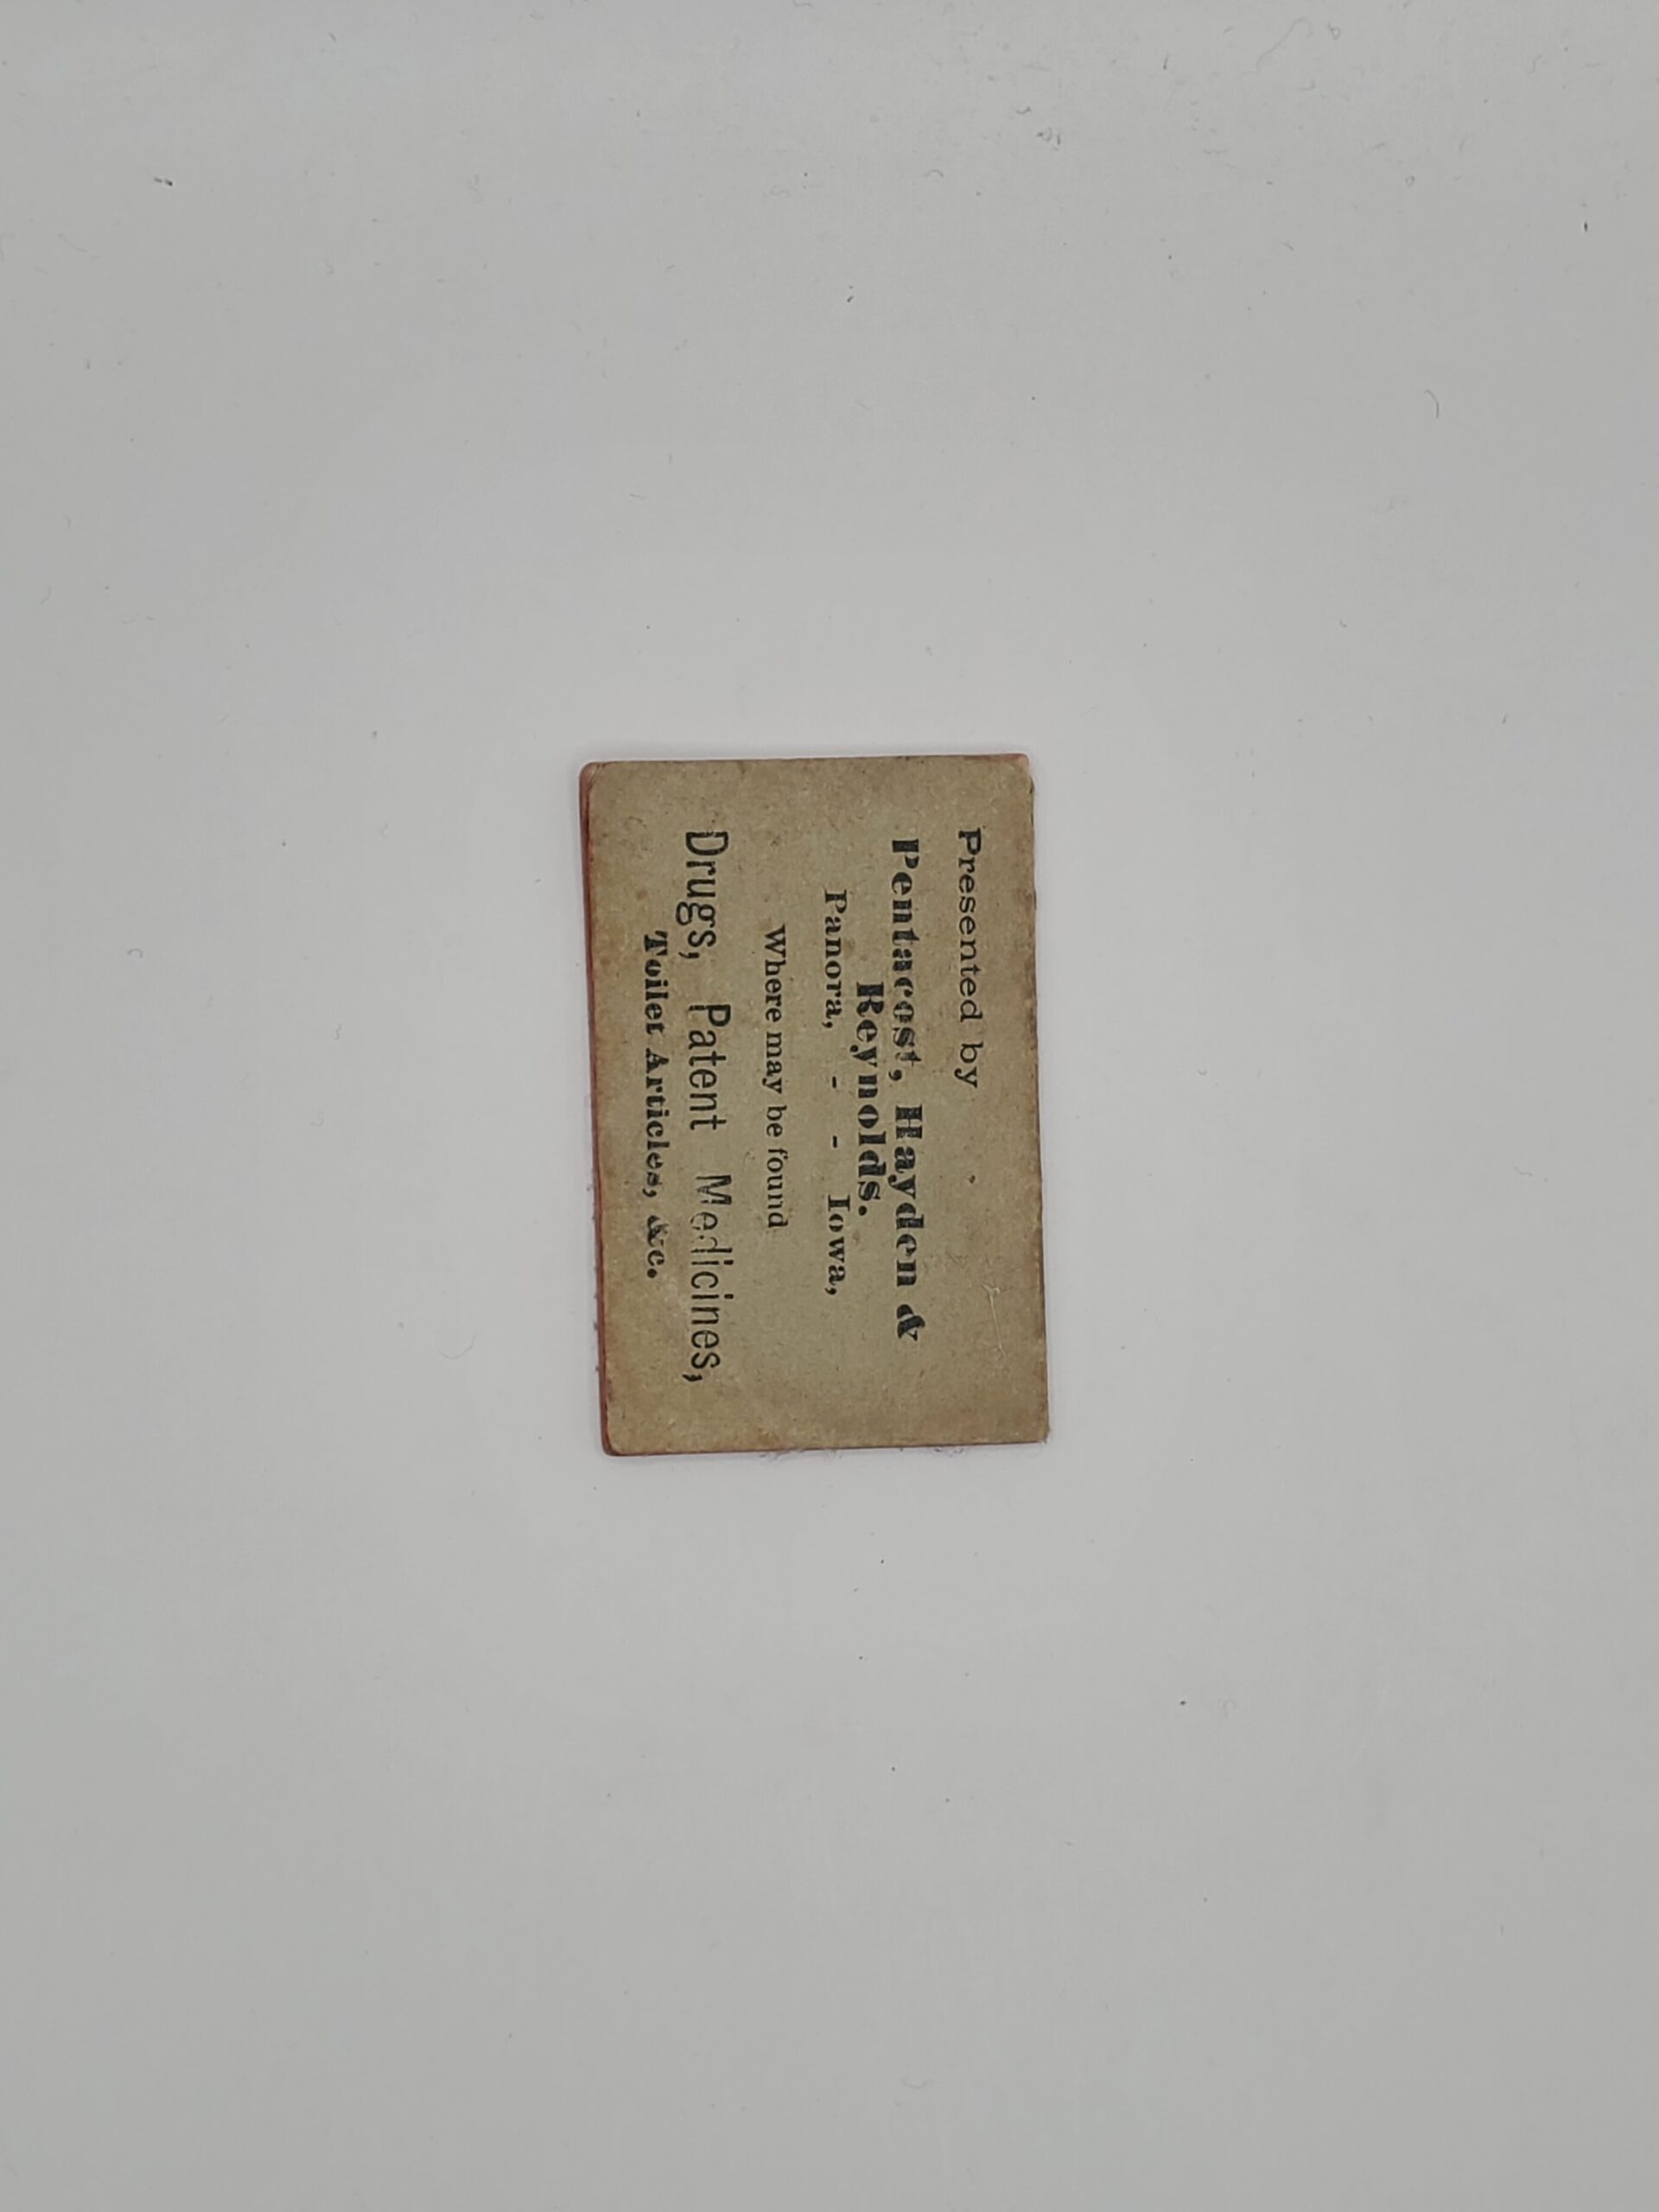 Presented by
Pentacost, Hayden &
Reynolds.
Panora, - - Iowa,
Where may be found
Drugs, Patent Medicines,
Toilet Articles, &c.